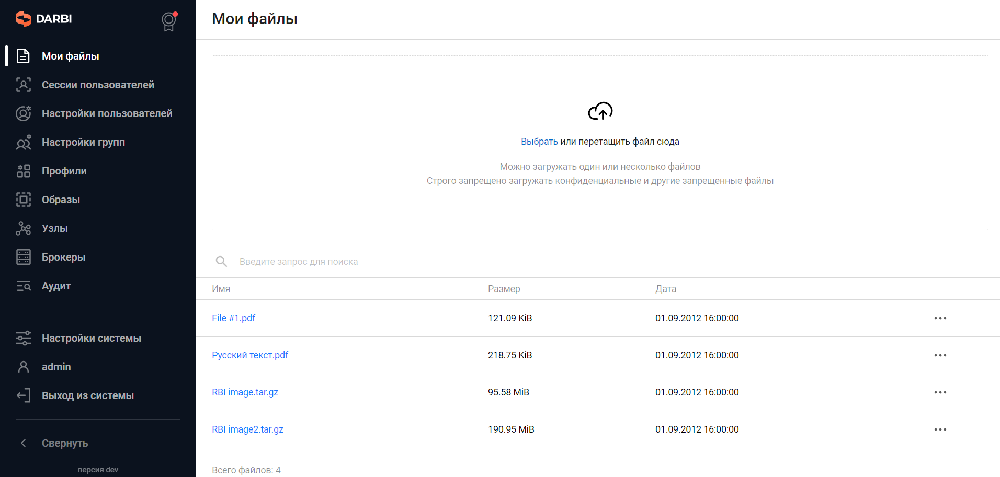 DARBI
Мои файлы
Сессии пользователей
Настройки пользователей
Настройки групп
Профили
Образы
Узлы
Брокеры
Аудит
Настройки системы
admin
Выход из системы
Свернуть
версия dev
Мои файлы
Выбрать или перетащить файл сюда
Можно загружать один или несколько файлов
Строго запрещено загружать конфиденциальные и другие запрещенные файлы
Введите запрос для поиска
Имя Размер Дата
File #1.pdf 121.09 KiB 01.09.2012 16:00:00
Русский текст.pdf 218.75 KiB 01.09.2012 16:00:00
RBI image.tar.gz 95.58 MiB 01.09.2012 16:00:00
RBI image2.tar.gz 190.95 MiB 01.09.2012 16:00:00
Всего файлов: 4